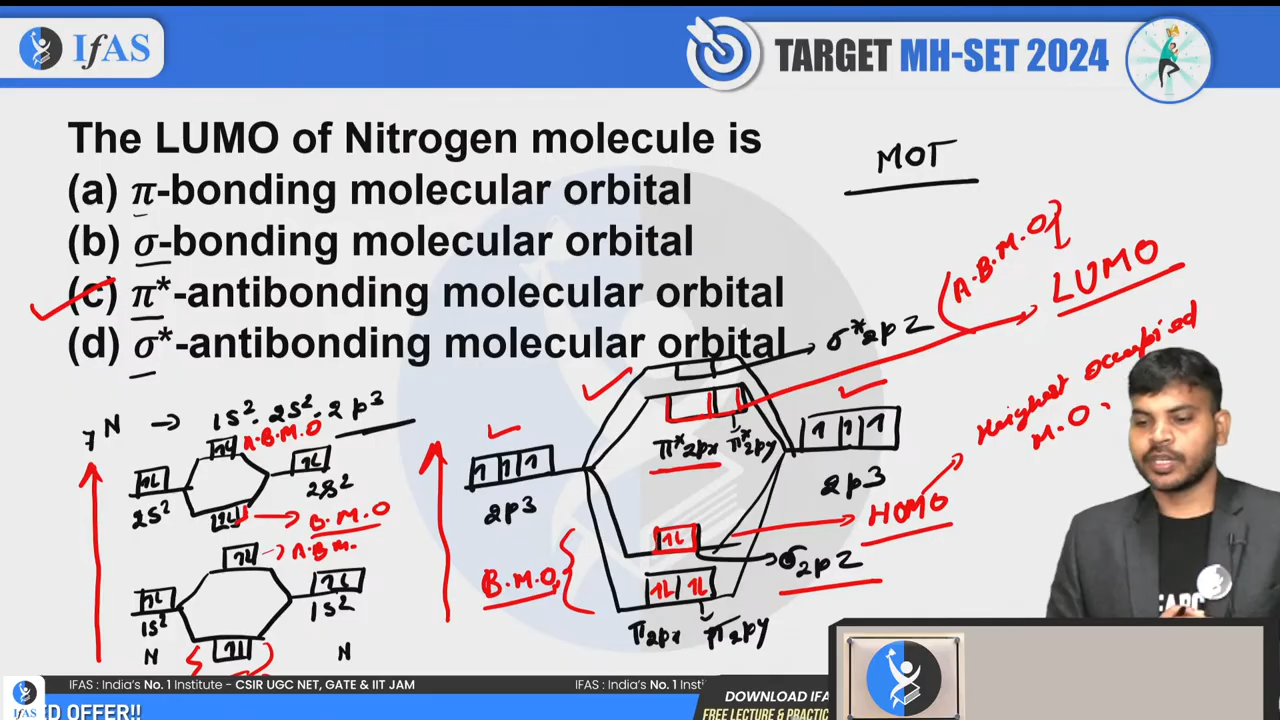 IfAS
TARGET MH-SET 2024
The LUMO of Nitrogen molecule is
(a) π-bonding molecular orbital
(b) σ-bonding molecular orbital
(c) π*-antibonding molecular orbital
(d) σ*-antibonding molecular orbital
MOT
(A.B.M.O}
LUMO
σ*2pz
Heighest occupied
M.O.
₇N → 1s². 2s². 2p3
A.B.M.O
2s²
2s²
B.M.O
A.B.M.
1s²
1s²
N
N
2p3
π*2px π*2py
2p3
HOMO
σ2pz
B.M.O,
π2px π2py
IFAS : India's No. 1 Institute - CSIR UGC NET, GATE & IIT JAM
IFAS : India's No. 1 Insti
DOWNLOAD IFA
FREE LECTURE & PRACTIC
IfAS
ED OFFER!!